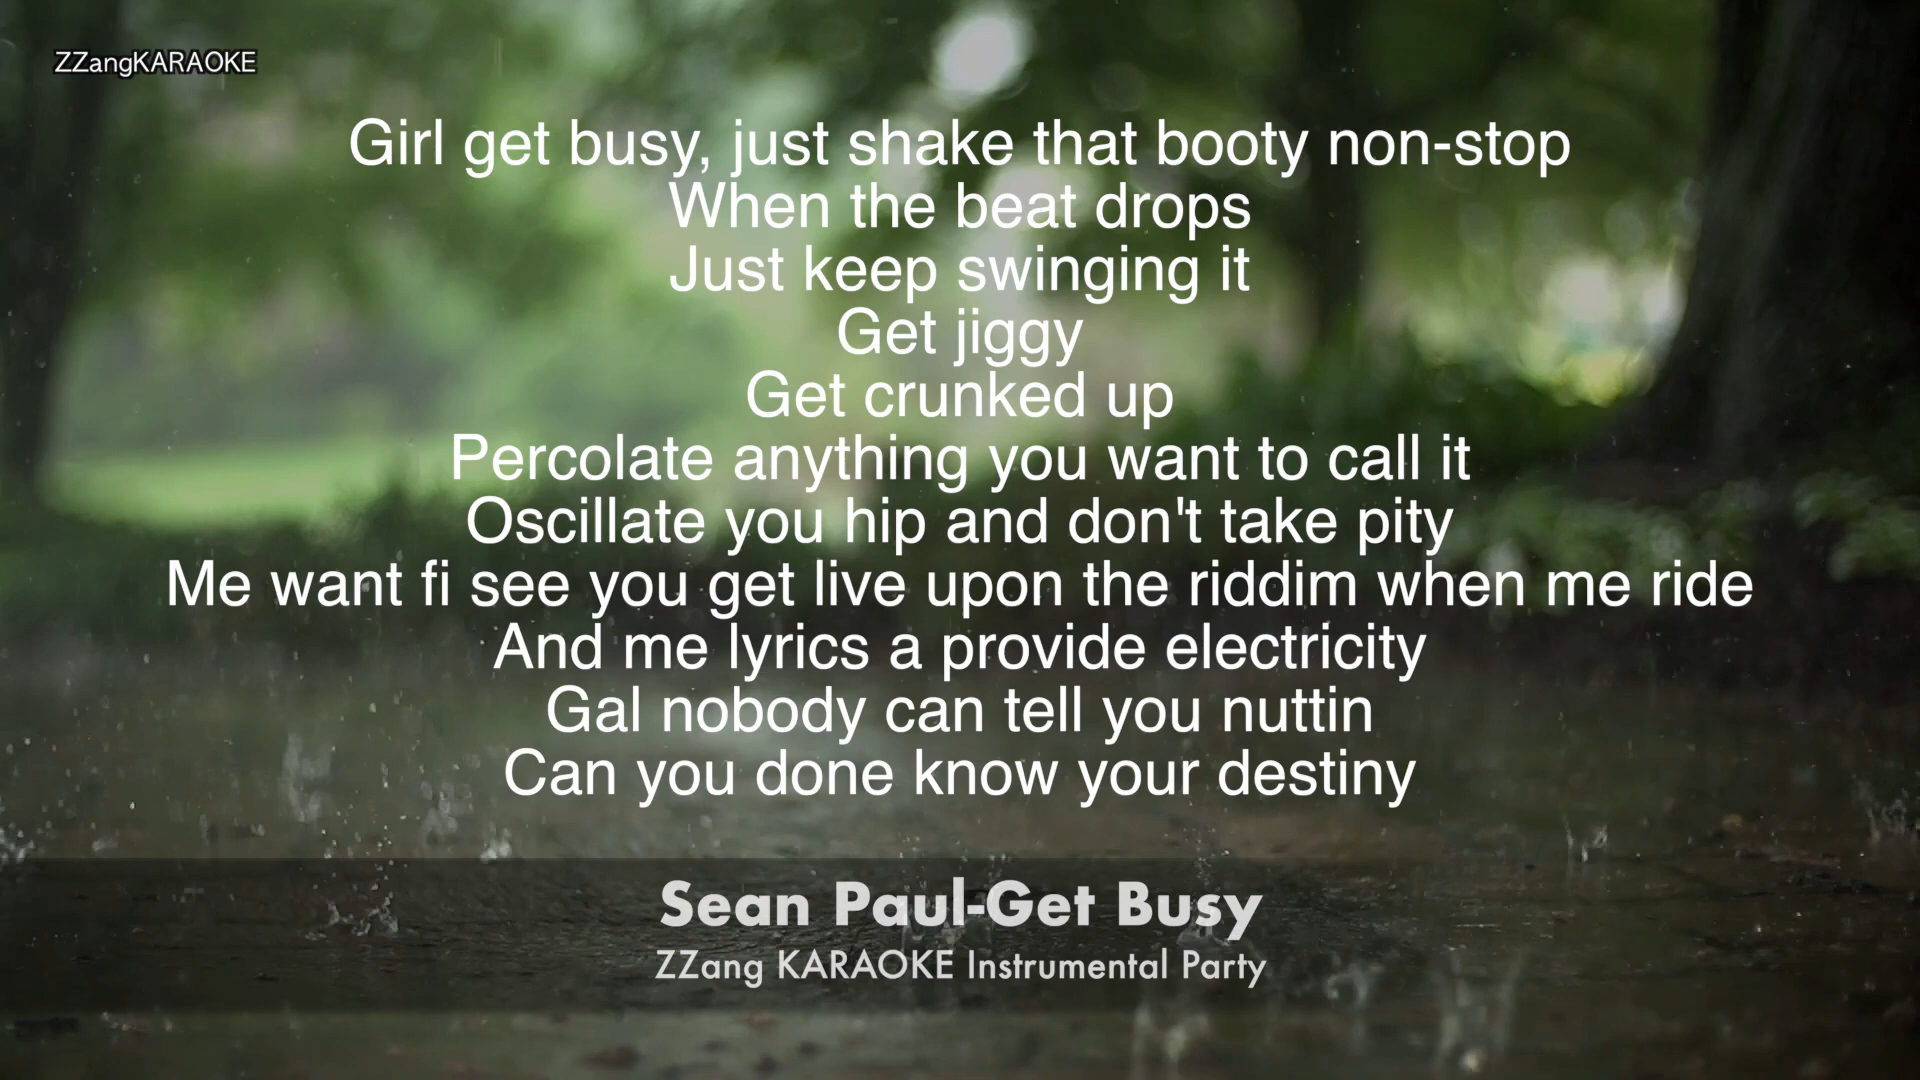 ZZangKARAOKE
Girl get busy, just shake that booty non-stop
When the beat drops
Just keep swinging it
Get jiggy
Get crunked up
Percolate anything you want to call it
Oscillate you hip and don't take pity
Me want fi see you get live upon the riddim when me ride
And me lyrics a provide electricity
Gal nobody can tell you nuttin
Can you done know your destiny
Sean Paul-Get Busy
ZZang KARAOKE Instrumental Party